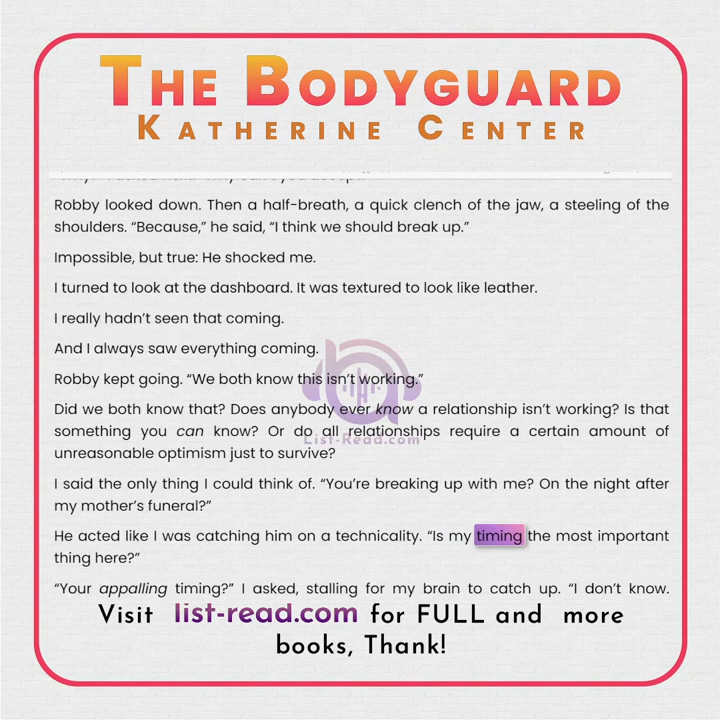 THE BODYGUARD
KATHERINE CENTER
Robby looked down. Then a half-breath, a quick clench of the jaw, a steeling of the
shoulders. “Because,” he said, “I think we should break up.”
Impossible, but true: He shocked me.
I turned to look at the dashboard. It was textured to look like leather.
I really hadn’t seen that coming.
And I always saw everything coming.
Robby kept going. “We both know this isn’t working.”
Did we both know that? Does anybody ever know a relationship isn’t working? Is that
something you can know? Or do all relationships require a certain amount of
List-Read.com
unreasonable optimism just to survive?
I said the only thing I could think of. “You’re breaking up with me? On the night after
my mother’s funeral?”
He acted like I was catching him on a technicality. “Is my timing the most important
thing here?”
“Your appalling timing?” I asked, stalling for my brain to catch up. “I don’t know.
Visit list-read.com for FULL and more
books, Thank!